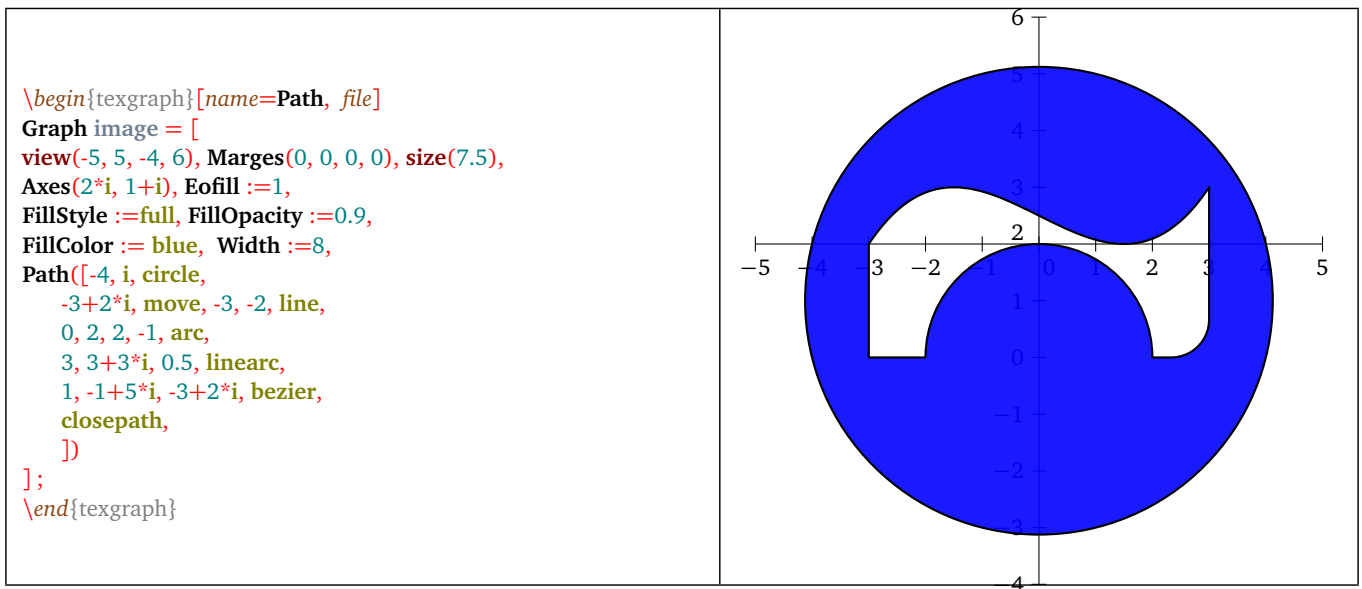 \begin{texgraph}[name=Path, file]
Graph image = [
view(-5, 5, -4, 6), Marges(0, 0, 0, 0), size(7.5),
Axes(2*i, 1+i), Eofill :=1,
FillStyle :=full, FillOpacity :=0.9,
FillColor := blue, Width :=8,
Path([-4, i, circle,
-3+2*i, move, -3, -2, line,
0, 2, 2, -1, arc,
3, 3+3*i, 0.5, linearc,
1, -1+5*i, -3+2*i, bezier,
closepath,
])
];
\end{texgraph}
6
5
4
3
2
−5 −4 −3 −2 −1 0 1 2 3 4 5
1
0
−1
−2
−3
−4